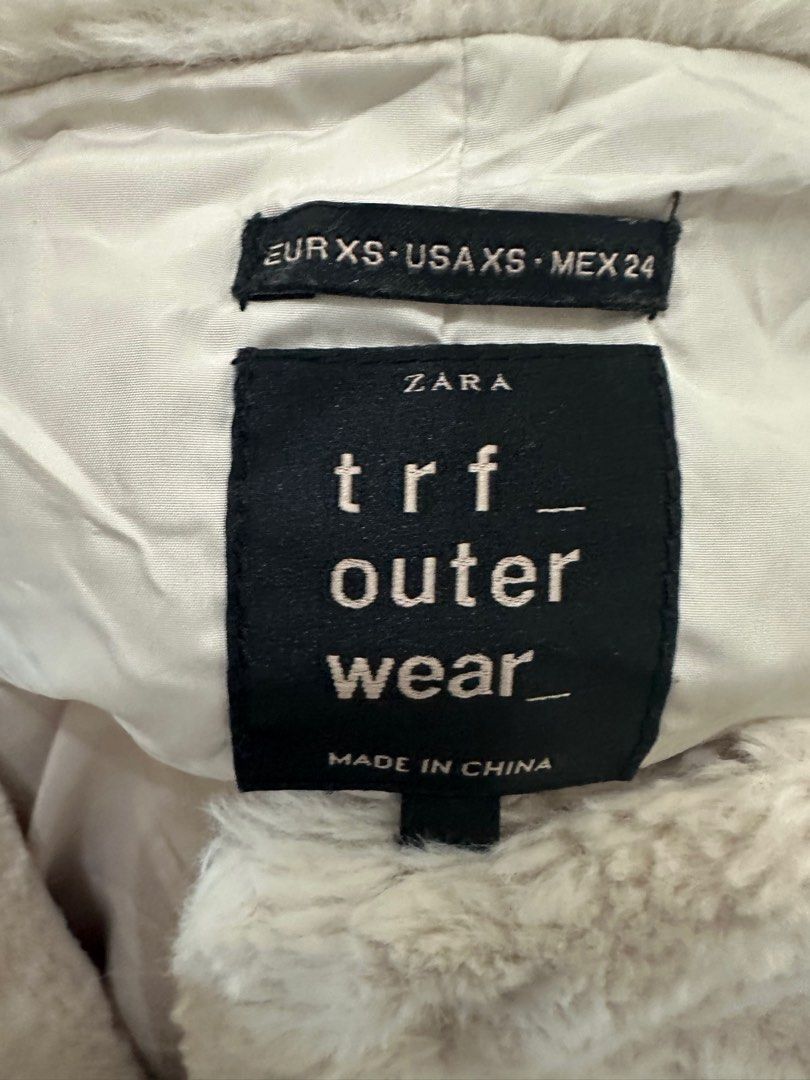 EUR XS · USA XS · MEX 24
ZARA
trf_
outer
wear_
MADE IN CHINA